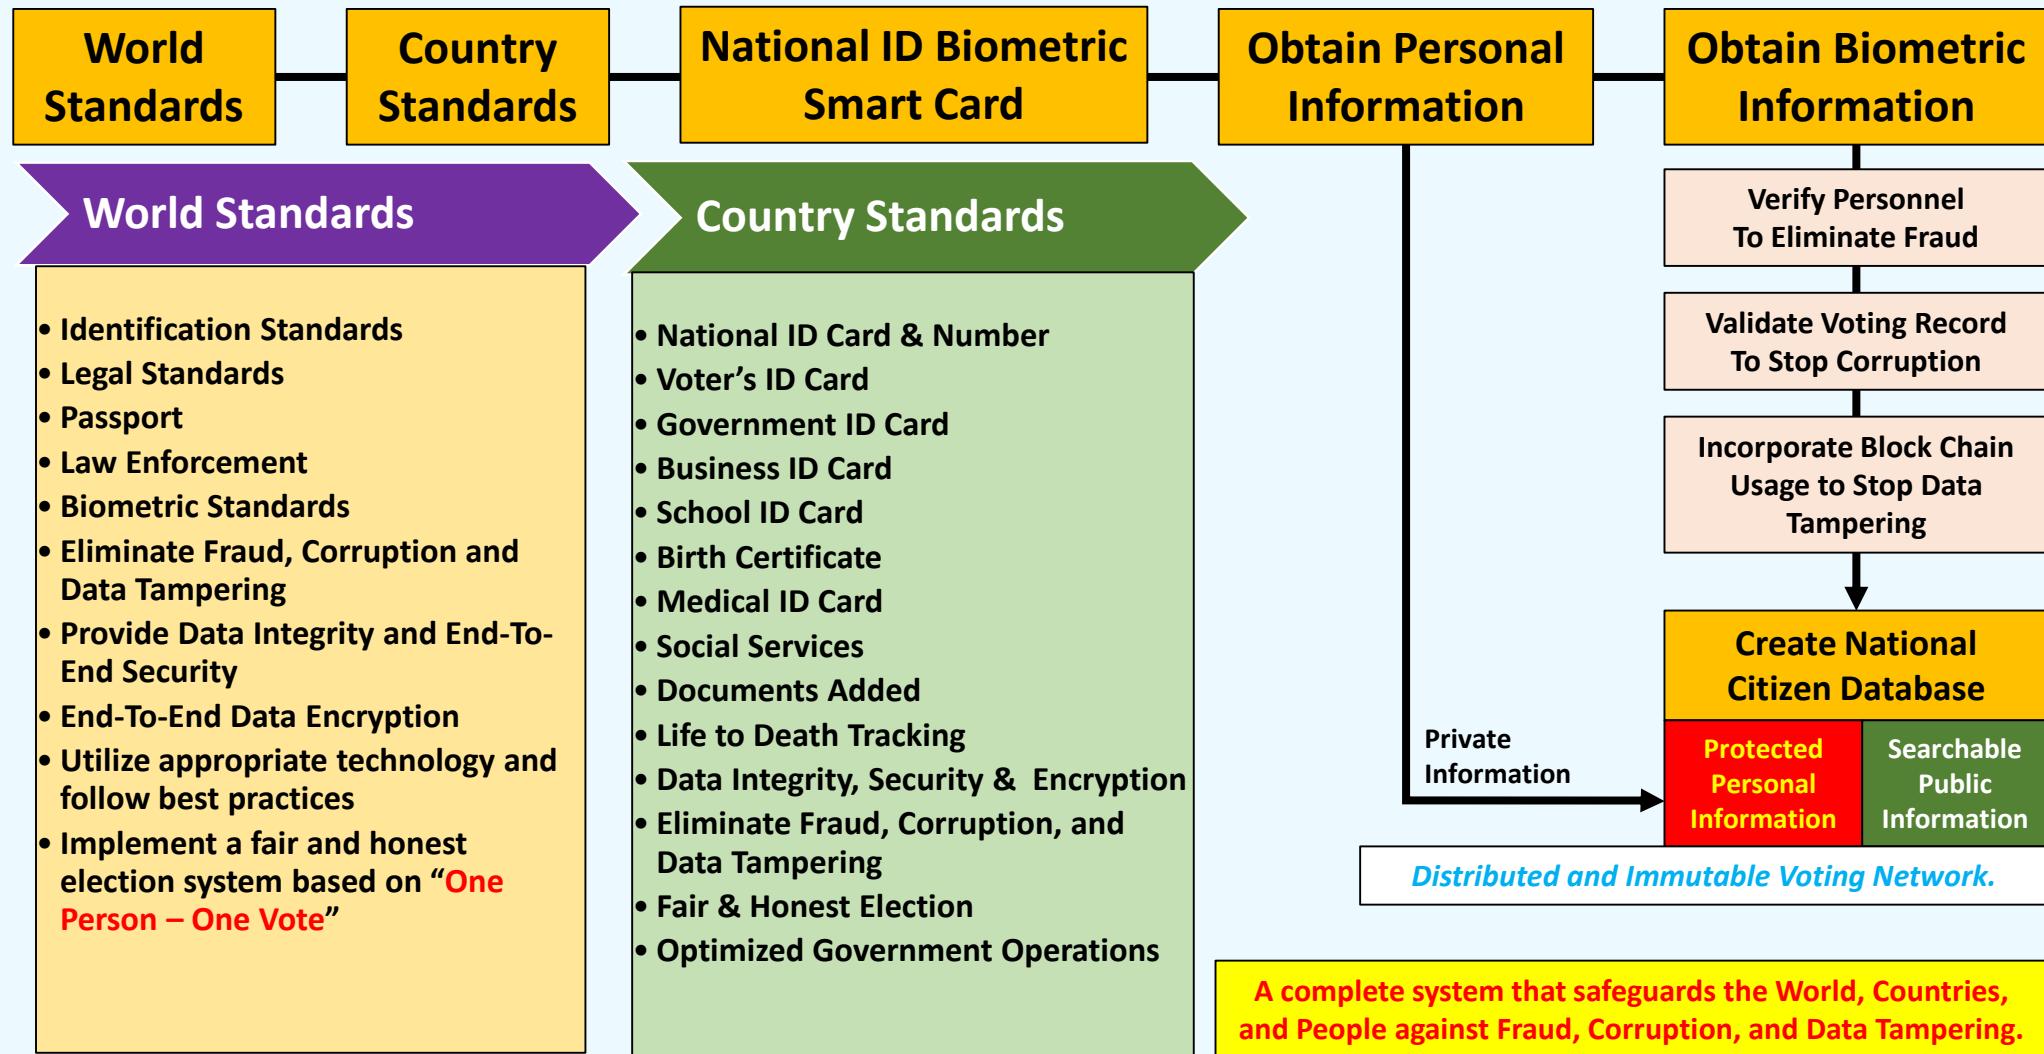 World
Standards
Country
Standards
National ID Biometric
Smart Card
Obtain Personal
Information
Obtain Biometric
Information
World Standards
• Identification Standards
• Legal Standards
• Passport
• Law Enforcement
• Biometric Standards
• Eliminate Fraud, Corruption and
Data Tampering
• Provide Data Integrity and End-To-
End Security
• End-To-End Data Encryption
• Utilize appropriate technology and
follow best practices
• Implement a fair and honest
election system based on “One
Person – One Vote”
Country Standards
• National ID Card & Number
• Voter’s ID Card
• Government ID Card
• Business ID Card
• School ID Card
• Birth Certificate
• Medical ID Card
• Social Services
• Documents Added
• Life to Death Tracking
• Data Integrity, Security & Encryption
• Eliminate Fraud, Corruption, and
Data Tampering
• Fair & Honest Election
• Optimized Government Operations
Verify Personnel
To Eliminate Fraud
Validate Voting Record
To Stop Corruption
Incorporate Block Chain
Usage to Stop Data
Tampering
Create National
Citizen Database
Private
Information
Protected
Personal
Information
Searchable
Public
Information
Distributed and Immutable Voting Network.
A complete system that safeguards the World, Countries,
and People against Fraud, Corruption, and Data Tampering.